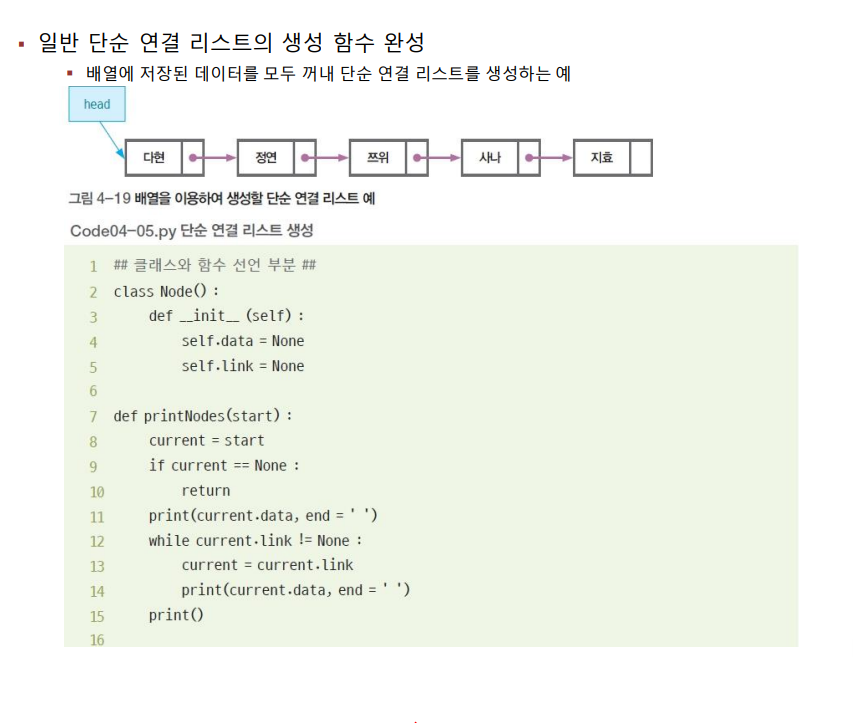 ▪ 일반 단순 연결 리스트의 생성 함수 완성
▪ 배열에 저장된 데이터를 모두 꺼내 단순 연결 리스트를 생성하는 예
head
다현 정연 쯔위 사나 지효
그림 4-19 배열을 이용하여 생성할 단순 연결 리스트 예
Code04-05.py 단순 연결 리스트 생성
1 ## 클래스와 함수 선언 부분 ##
2 class Node() :
3     def __init__ (self) :
4         self.data = None
5         self.link = None
6
7 def printNodes(start) :
8     current = start
9     if current == None :
10         return
11     print(current.data, end = ' ')
12     while current.link != None :
13         current = current.link
14         print(current.data, end = ' ')
15     print()
16